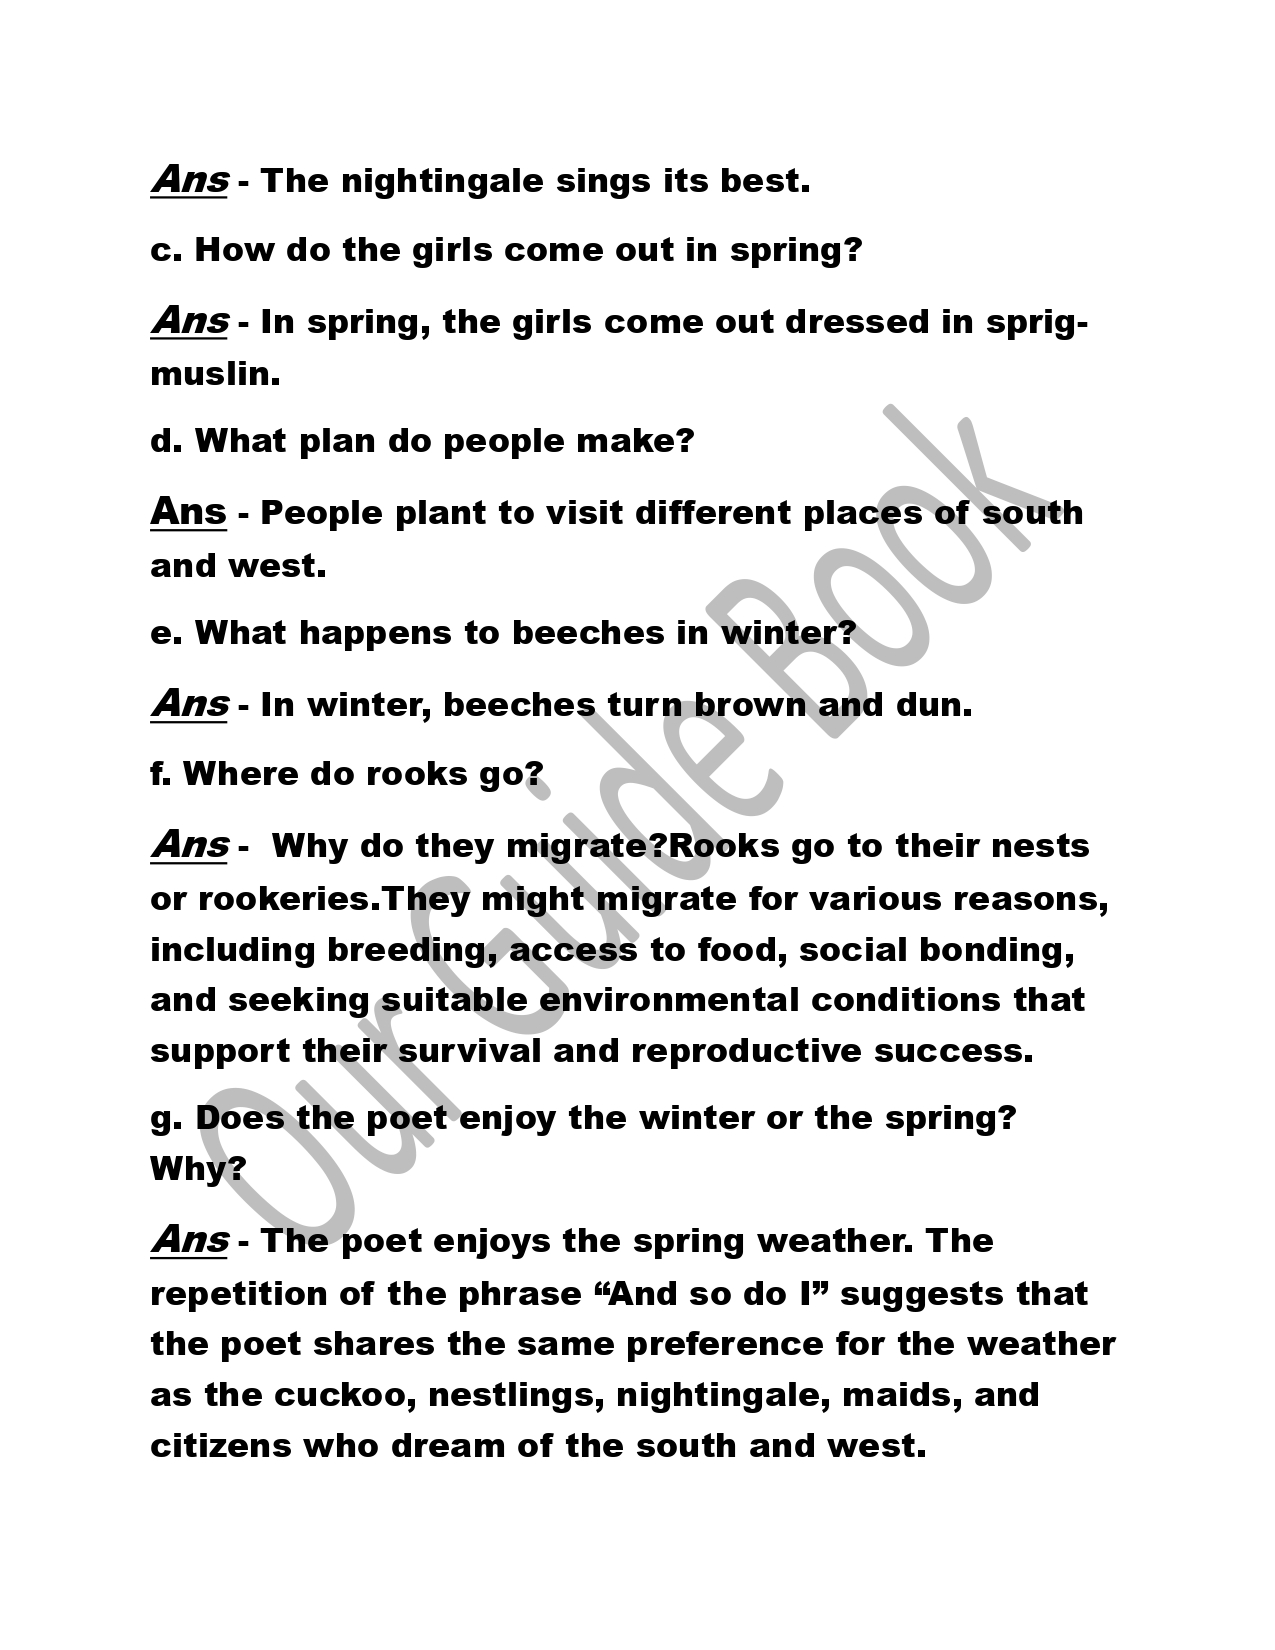 Ans - The nightingale sings its best.
c. How do the girls come out in spring?
Ans - In spring, the girls come out dressed in sprig-
muslin.
d. What plan do people make?
Ans - People plant to visit different places of south
and west.
e. What happens to beeches in winter?
Ans - In winter, beeches turn brown and dun.
f. Where do rooks go?
Ans -  Why do they migrate?Rooks go to their nests
or rookeries.They might migrate for various reasons,
including breeding, access to food, social bonding,
and seeking suitable environmental conditions that
support their survival and reproductive success.
g. Does the poet enjoy the winter or the spring?
Why?
Ans - The poet enjoys the spring weather. The
repetition of the phrase “And so do I” suggests that
the poet shares the same preference for the weather
as the cuckoo, nestlings, nightingale, maids, and
citizens who dream of the south and west.
Our Guide Book